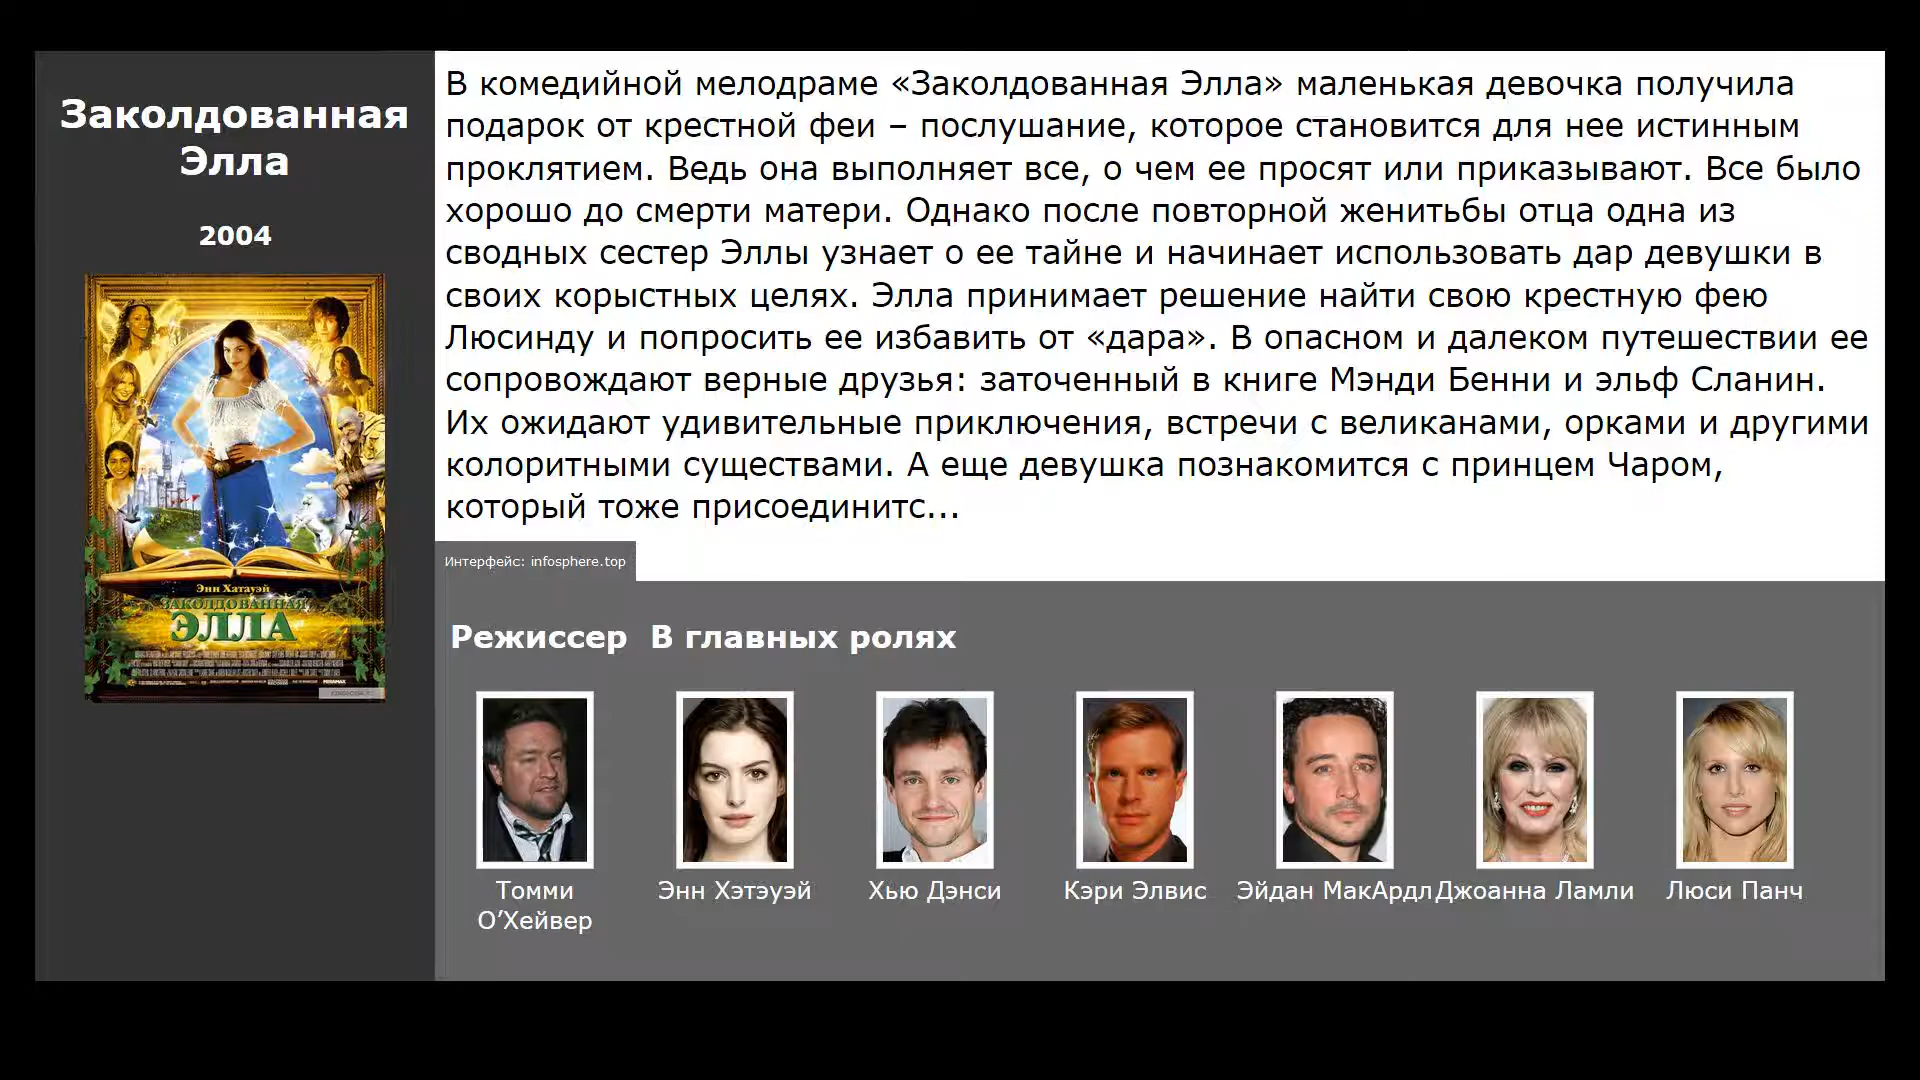 Заколдованная
Элла
2004
Энн Хатауэй
ЗАКОЛДОВАННАЯ
ЭЛЛА
В комедийной мелодраме «Заколдованная Элла» маленькая девочка получила
подарок от крестной феи – послушание, которое становится для нее истинным
проклятием. Ведь она выполняет все, о чем ее просят или приказывают. Все было
хорошо до смерти матери. Однако после повторной женитьбы отца одна из
сводных сестер Эллы узнает о ее тайне и начинает использовать дар девушки в
своих корыстных целях. Элла принимает решение найти свою крестную фею
Люсинду и попросить ее избавить от «дара». В опасном и далеком путешествии ее
сопровождают верные друзья: заточенный в книге Мэнди Бенни и эльф Сланин.
Их ожидают удивительные приключения, встречи с великанами, орками и другими
колоритными существами. А еще девушка познакомится с принцем Чаром,
который тоже присоединитс...
Интерфейс: infosphere.top
Режиссер В главных ролях
Томми
О’Хейвер
Энн Хэтэуэй
Хью Дэнси
Кэри Элвис
Эйдан МакАрдл
Джоанна Ламли
Люси Панч